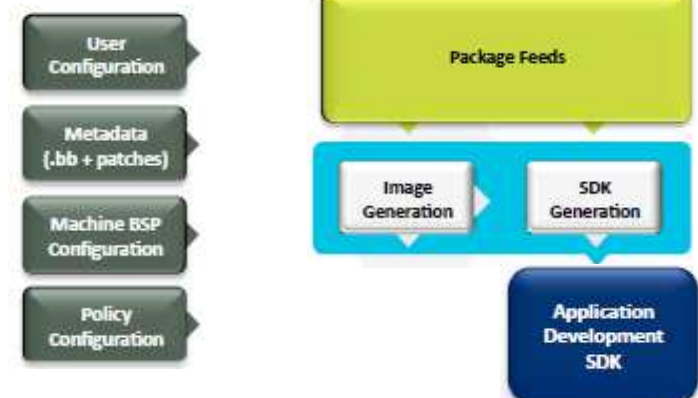 User
Configuration
Metadata
(.bb + patches)
Machine BSP
Configuration
Policy
Configuration
Package Feeds
Image
Generation
SDK
Generation
Application
Development
SDK